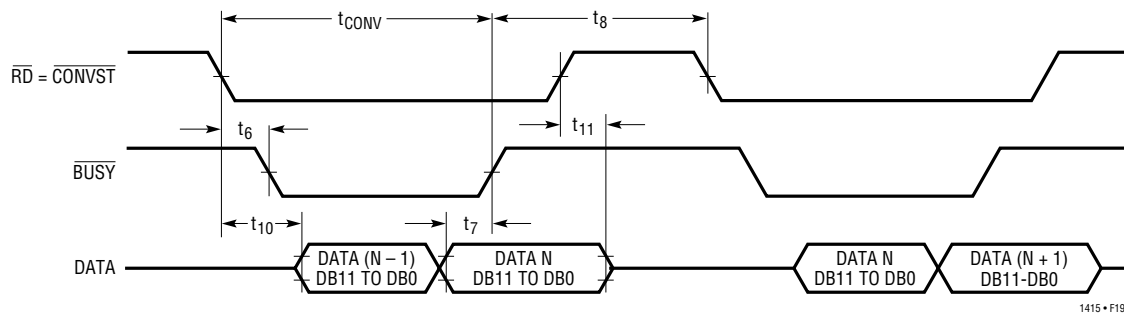 tCONV
t8
RD = CONVST
t6
t11
BUSY
t10
t7
DATA
DATA (N – 1)
DB11 TO DB0
DATA N
DB11 TO DB0
DATA N
DB11 TO DB0
DATA (N + 1)
DB11-DB0
1415 • F19